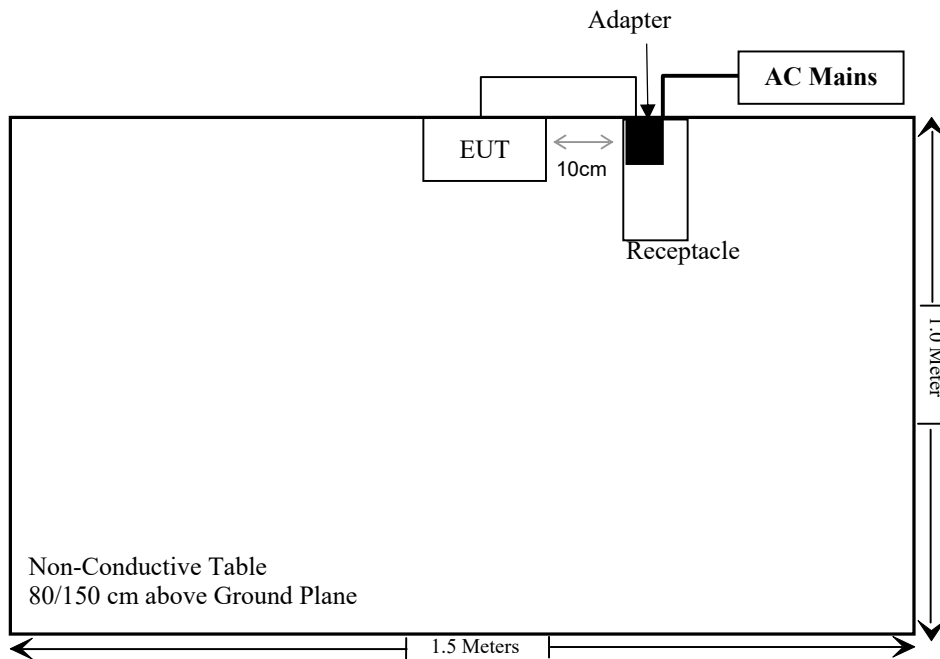 Adapter
AC Mains
EUT
10cm
Receptacle
1.0 Meter
Non-Conductive Table
80/150 cm above Ground Plane
1.5 Meters